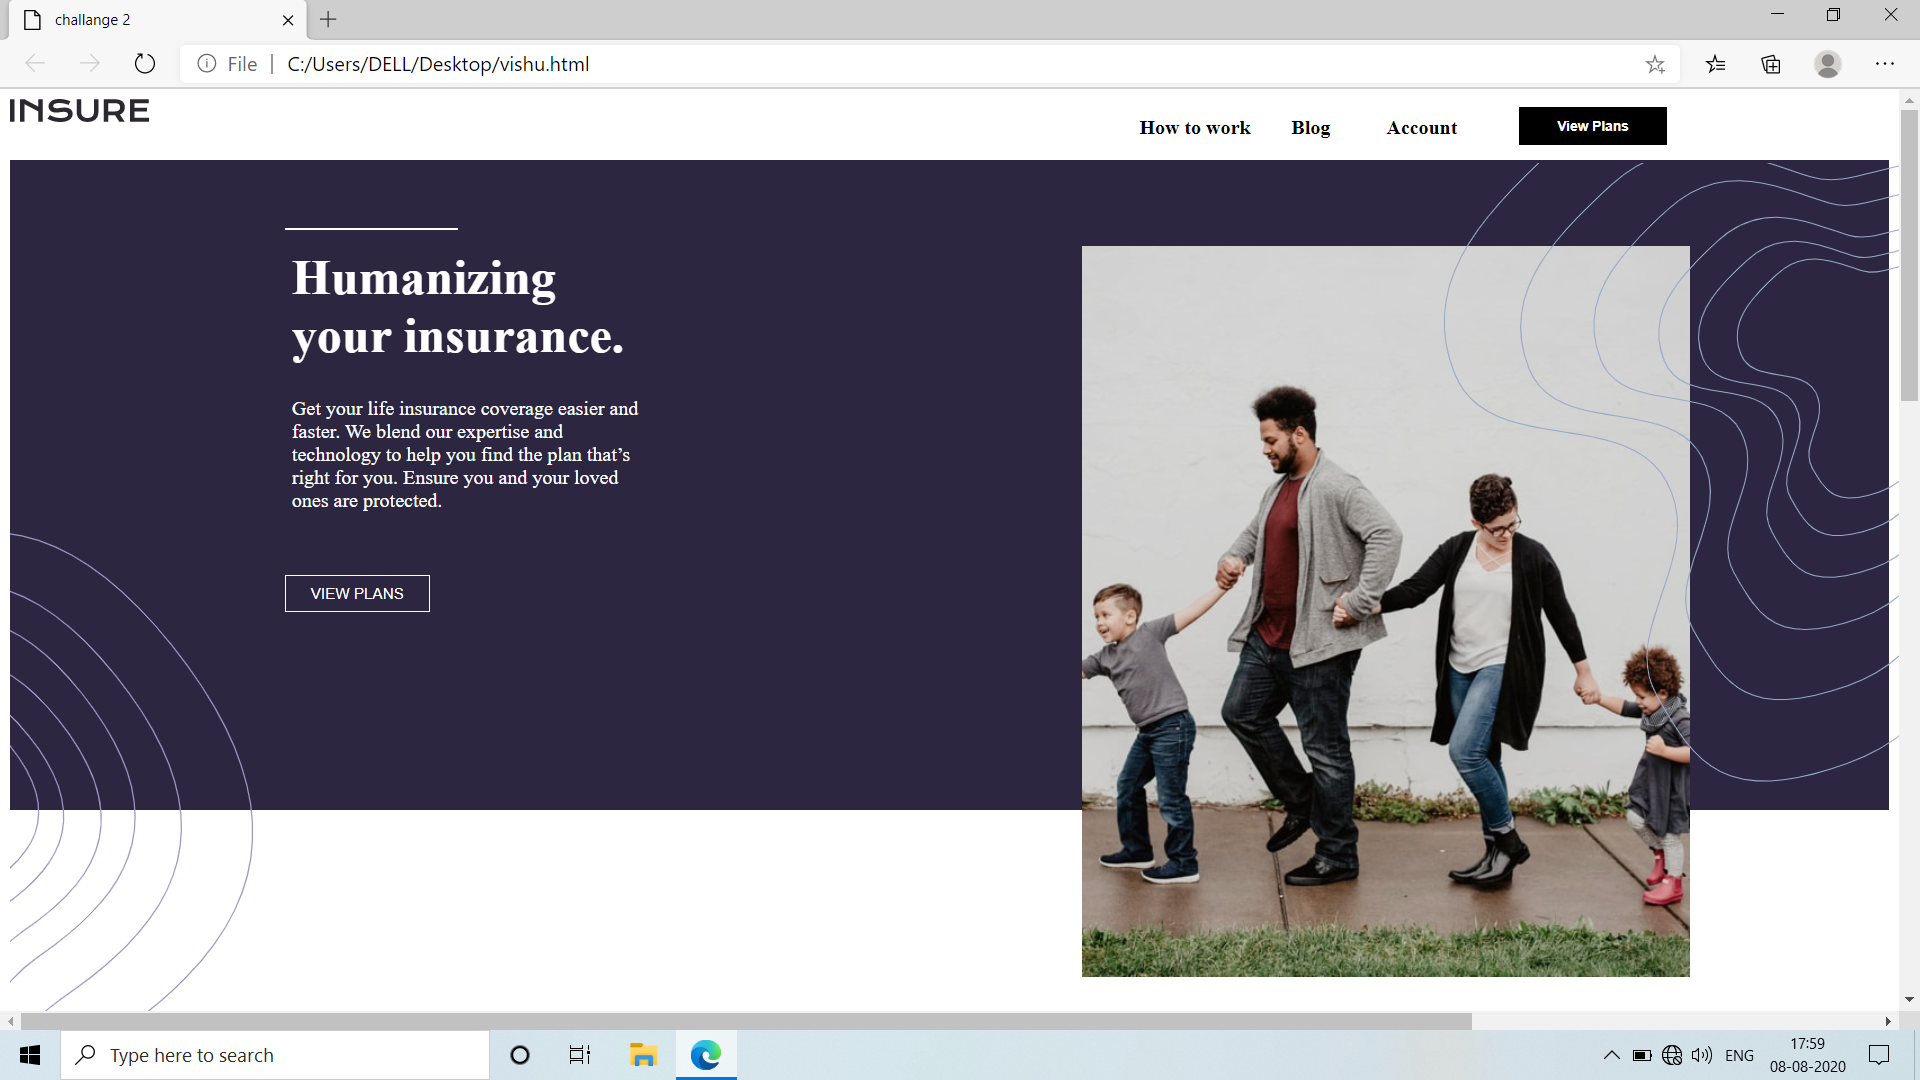 challange 2
File
C:/Users/DELL/Desktop/vishu.html
INSURE
How to work
Blog
Account
View Plans
Humanizing
your insurance.
Get your life insurance coverage easier and
faster. We blend our expertise and
technology to help you find the plan that’s
right for you. Ensure you and your loved
ones are protected.
VIEW PLANS
Type here to search
ENG
17:59
08-08-2020